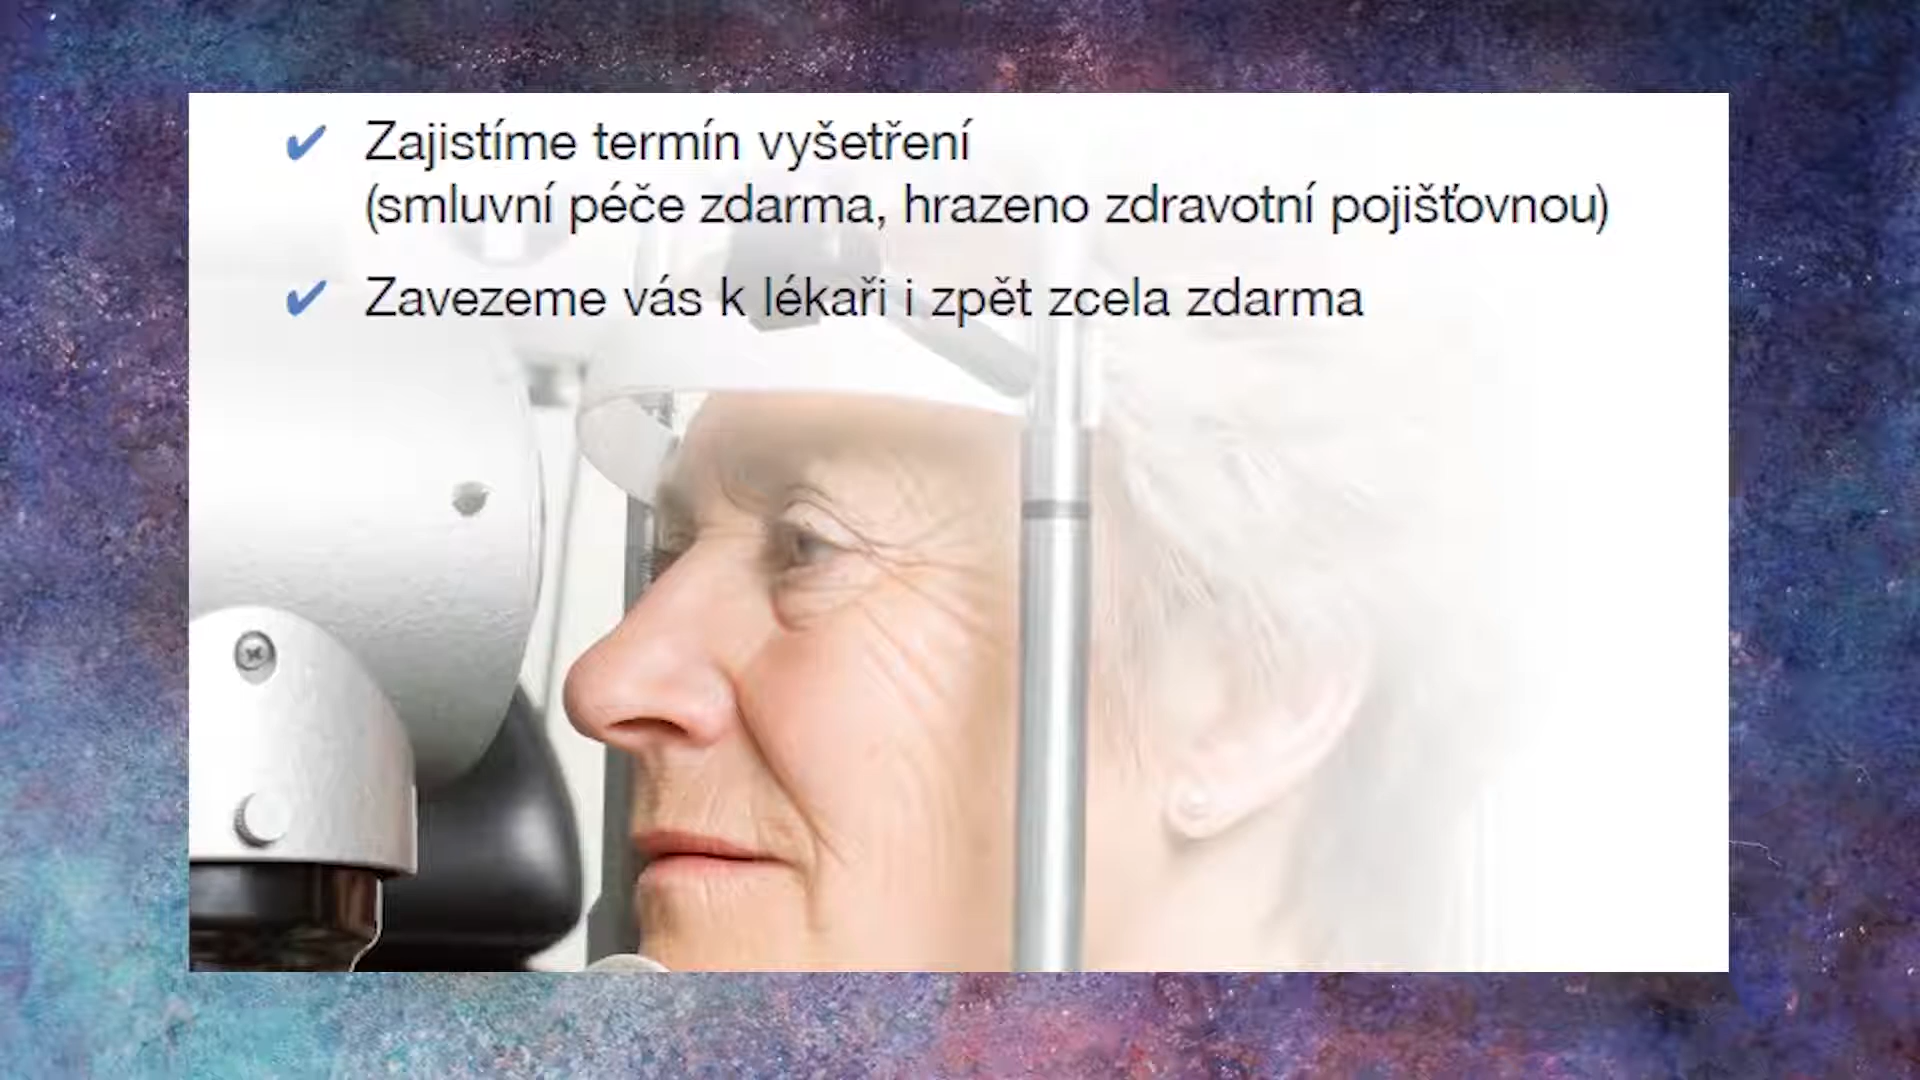 ✔ Zajistíme termín vyšetření
(smluvní péče zdarma, hrazeno zdravotní pojišťovnou)
✔ Zavezeme vás k lékaři i zpět zcela zdarma